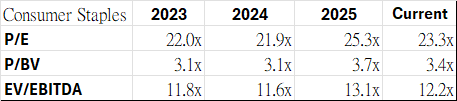 Consumer Staples 2023 2024 2025 Current
P/E 22.0x 21.9x 25.3x 23.3x
P/BV 3.1x 3.1x 3.7x 3.4x
EV/EBITDA 11.8x 11.6x 13.1x 12.2x